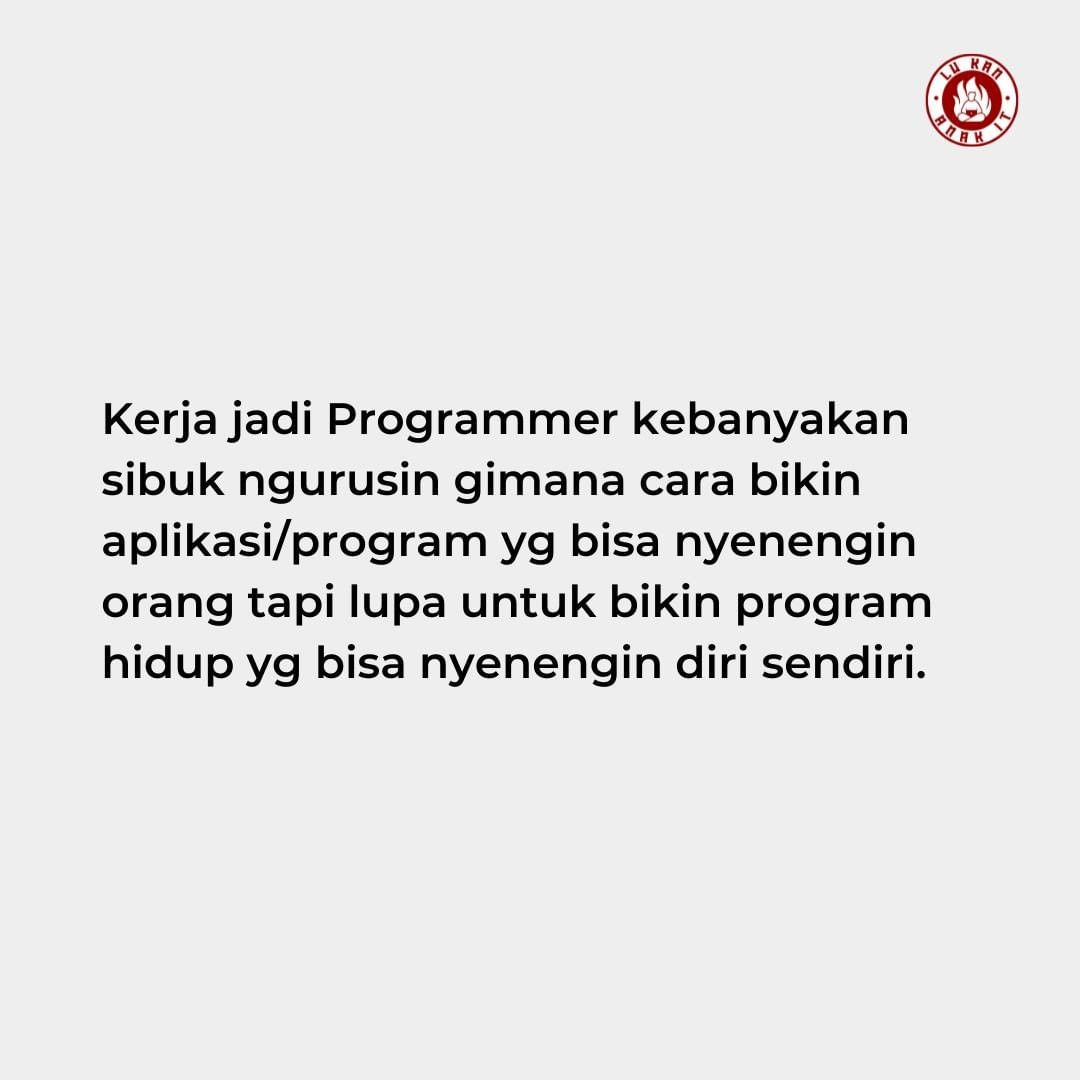 LU KAN
ANAK IT
Kerja jadi Programmer kebanyakan
sibuk ngurusin gimana cara bikin
aplikasi/program yg bisa nyenengin
orang tapi lupa untuk bikin program
hidup yg bisa nyenengin diri sendiri.